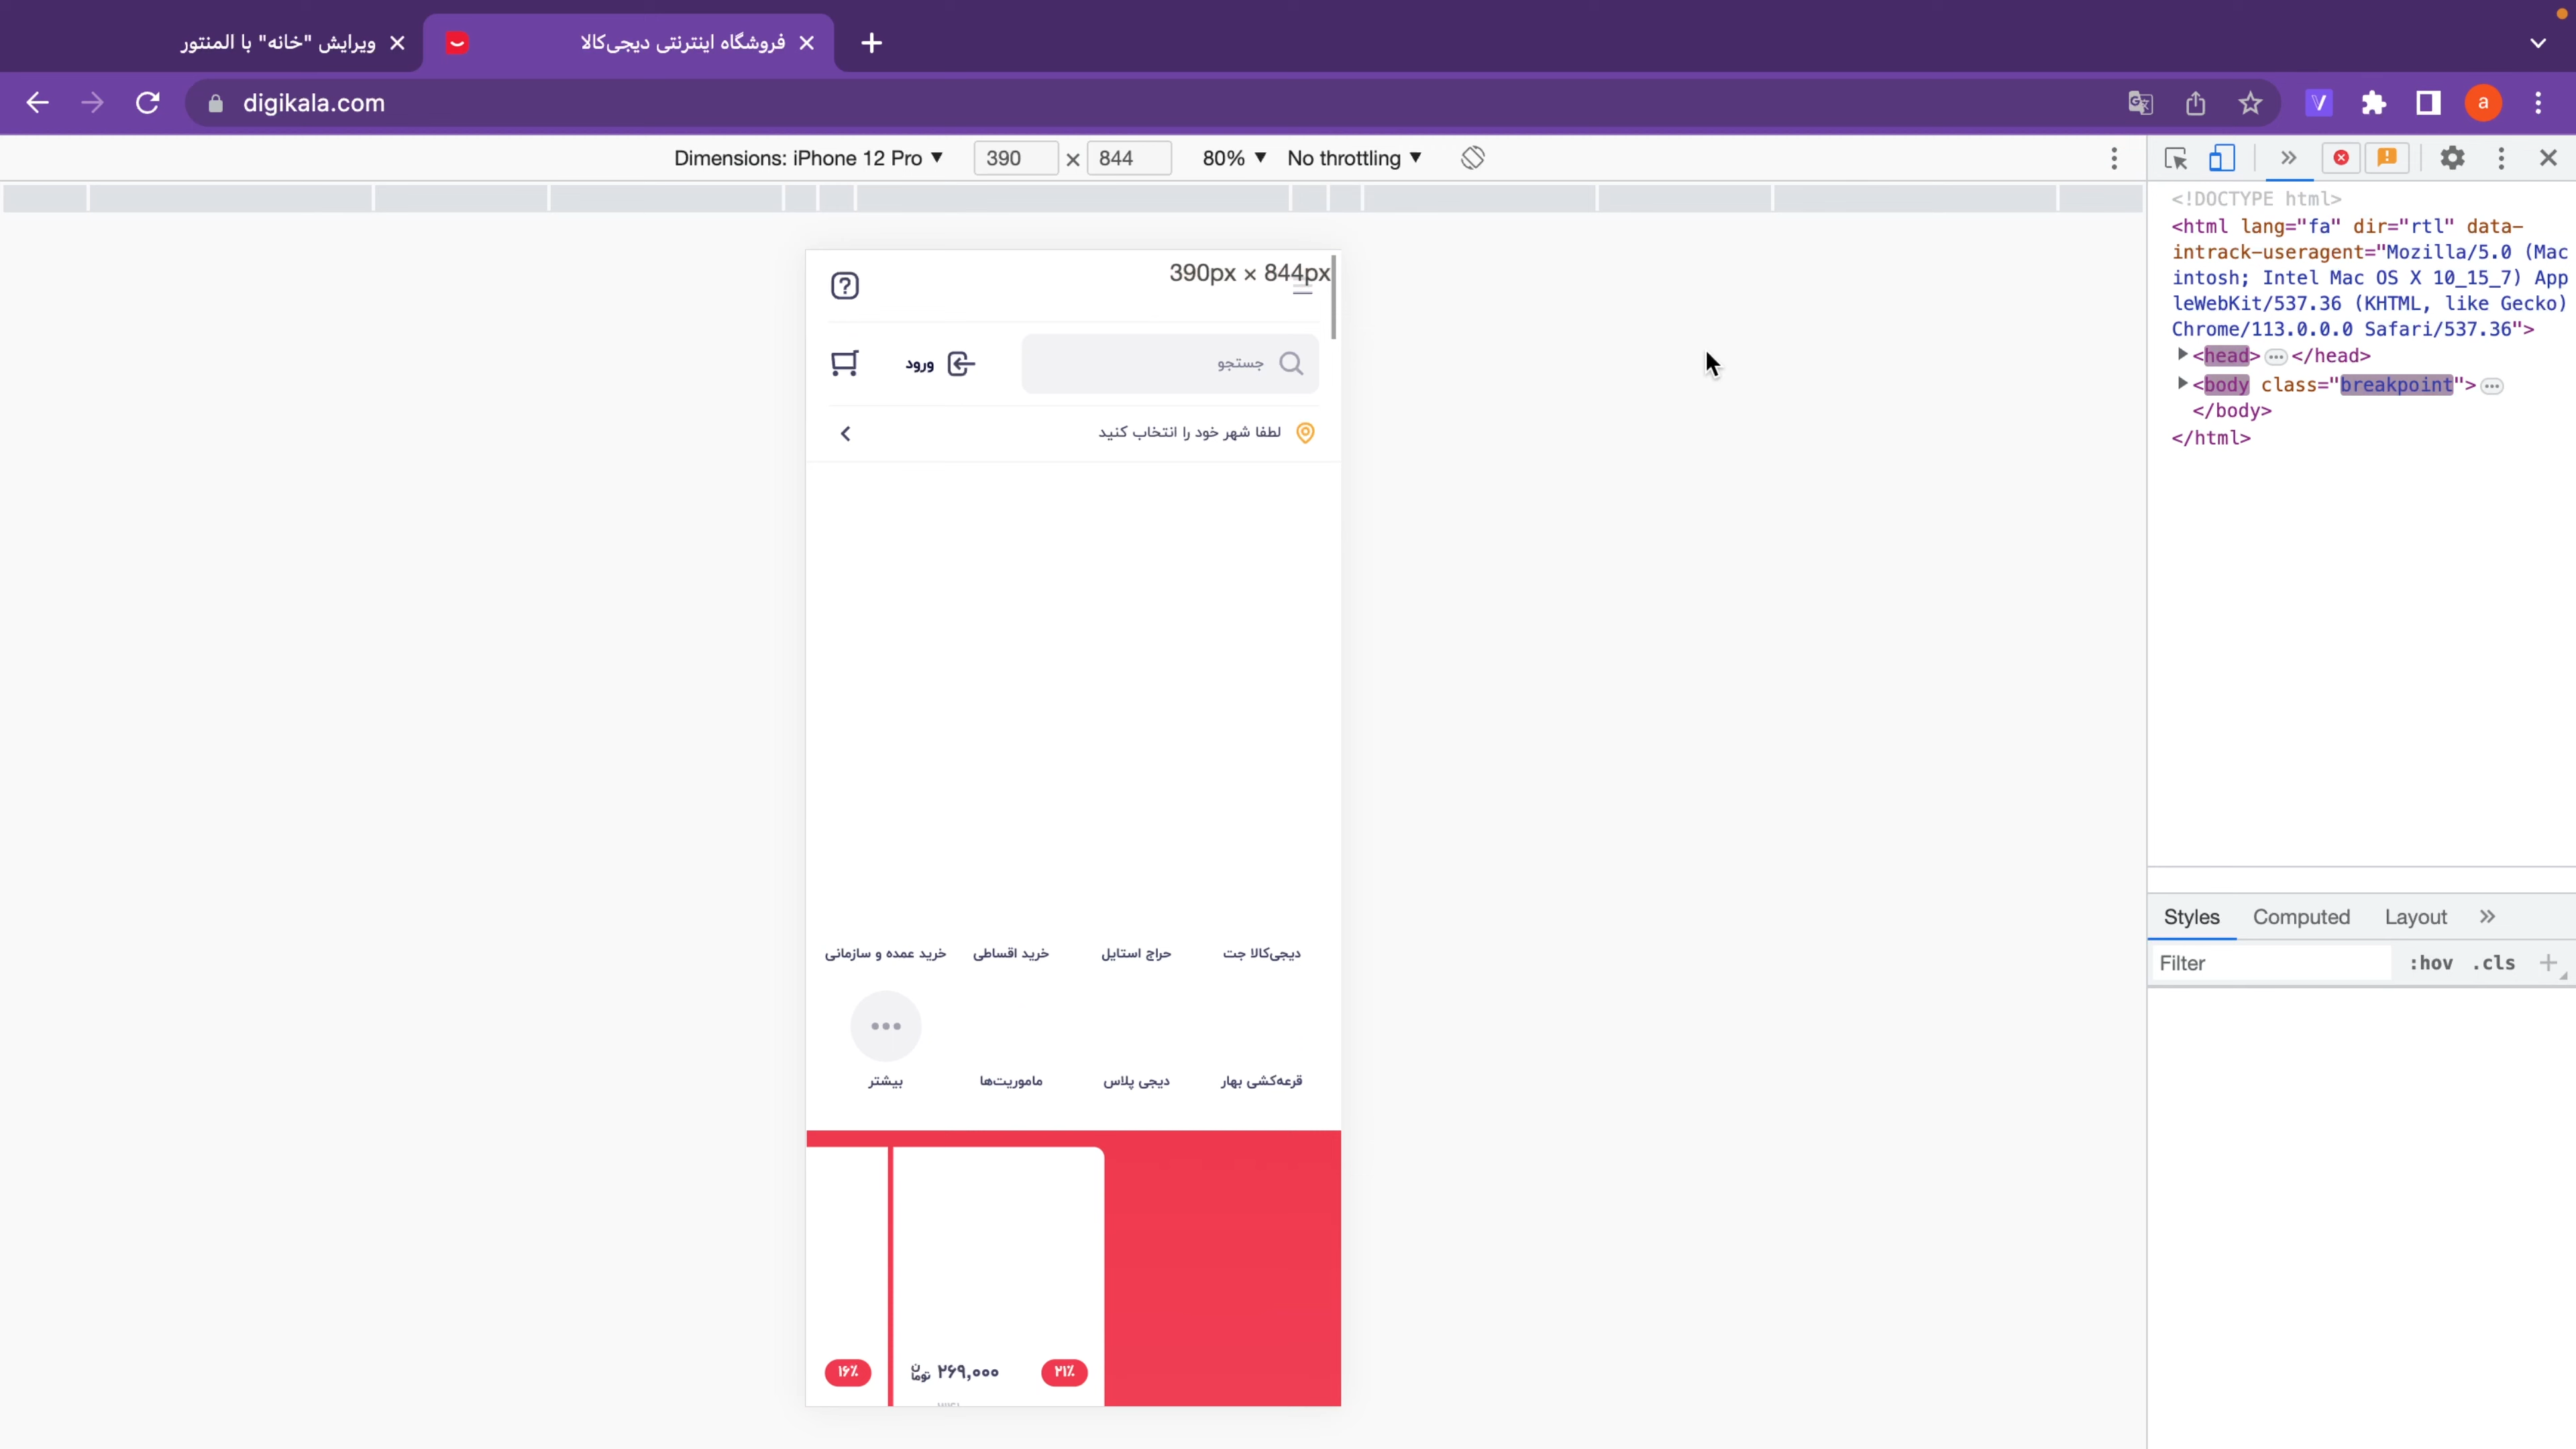 ویرایش "خانه" با المنتور
فروشگاه اینترنتی دیجی‌کالا
digikala.com
a
Dimensions: iPhone 12 Pro
390 × 844
80%
No throttling
390px × 844px
جستجو
ورود
لطفا شهر خود را انتخاب کنید
دیجی‌کالا جت
حراج استایل
خرید اقساطی
خرید عمده و سازمانی
قرعه‌کشی بهار
دیجی پلاس
ماموریت‌ها
بیشتر
۲۱٪
۲۶۹,۰۰۰ تومان
۱۶٪
<!DOCTYPE html>
<html lang="fa" dir="rtl" data-
intrack-useragent="Mozilla/5.0 (Mac
intosh; Intel Mac OS X 10_15_7) App
leWebKit/537.36 (KHTML, like Gecko)
Chrome/113.0.0.0 Safari/537.36">
<head>…</head>
<body class="breakpoint">…
</body>
</html>
Styles
Computed
Layout
Filter
:hov
.cls